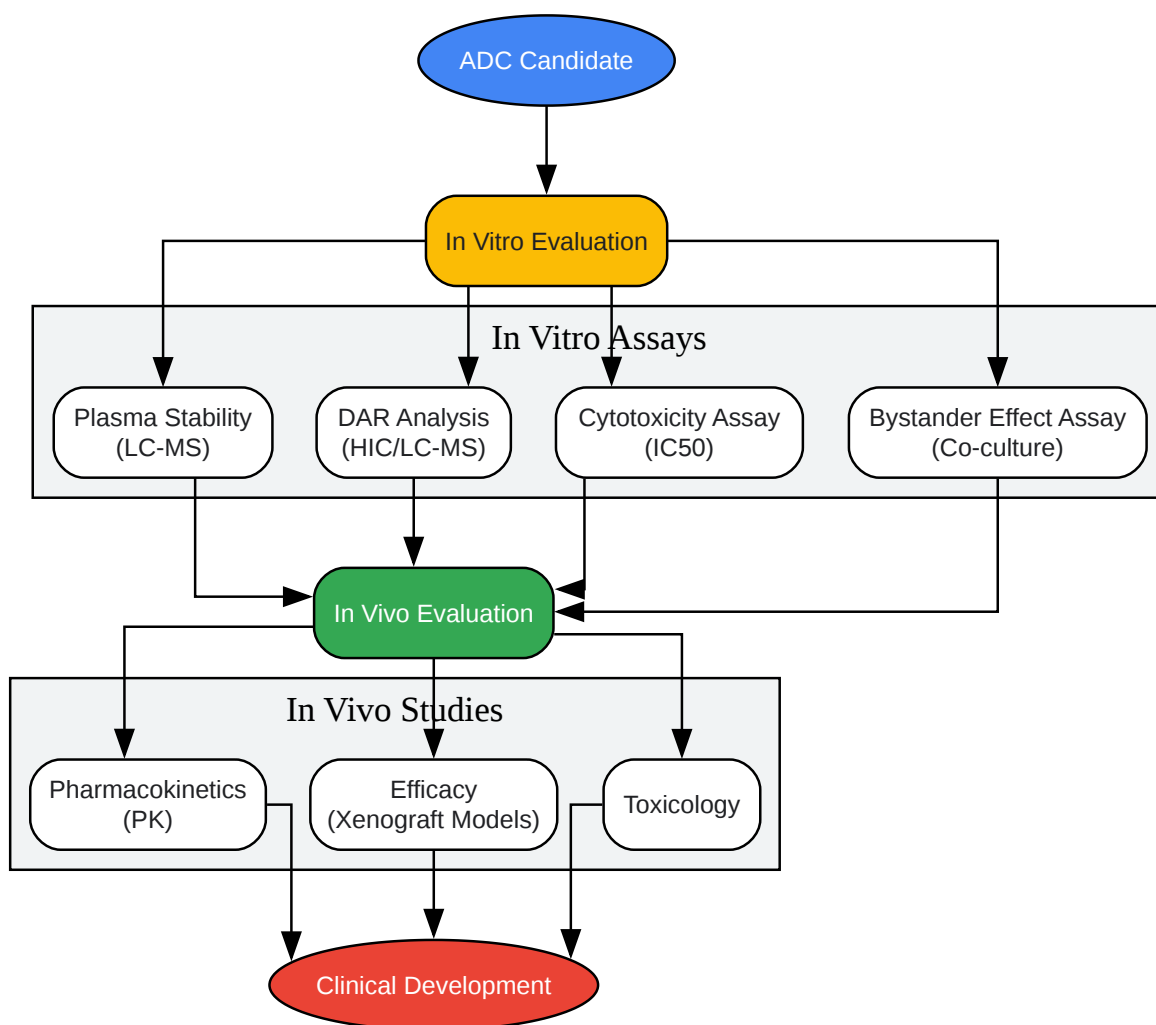 ADC Candidate
In Vitro Evaluation
In Vitro Assays
Plasma Stability
(LC-MS)
DAR Analysis
(HIC/LC-MS)
Cytotoxicity Assay
(IC50)
Bystander Effect Assay
(Co-culture)
In Vivo Evaluation
In Vivo Studies
Pharmacokinetics
(PK)
Efficacy
(Xenograft Models)
Toxicology
Clinical Development